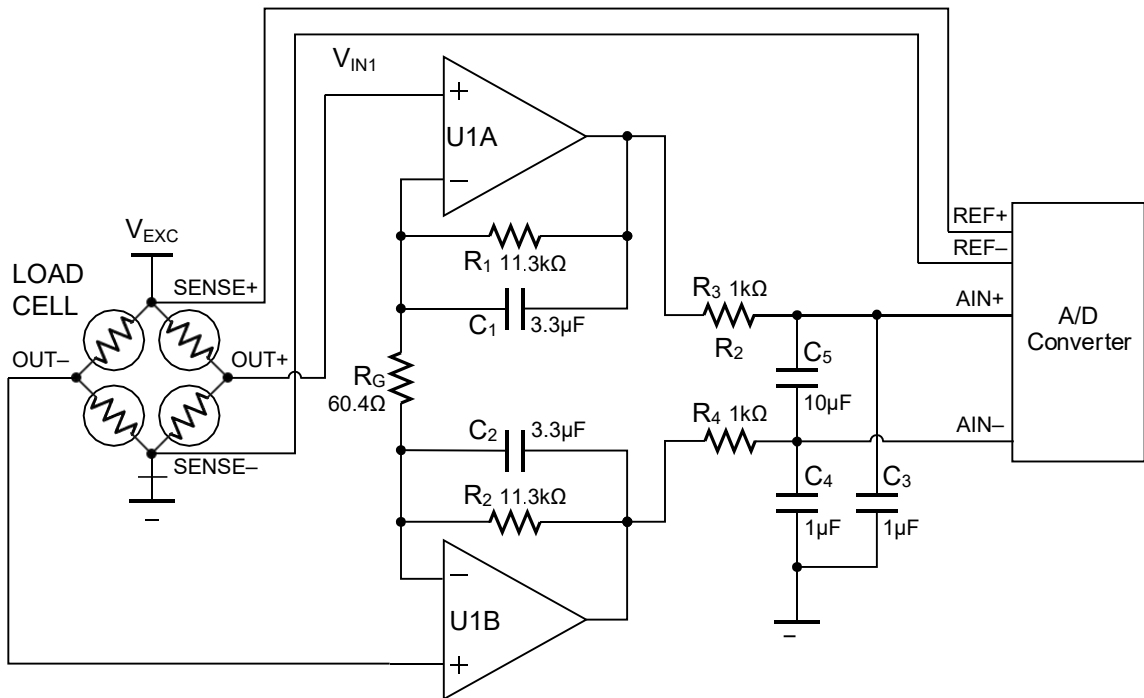 V_IN1
+
U1A
−
REF+
REF−
V_EXC
LOAD
CELL
SENSE+
R1 11.3kΩ
R3 1kΩ
AIN+
A/D
Converter
C1 3.3µF
R2
OUT−
OUT+
C5
10µF
RG
60.4Ω
R4 1kΩ
AIN−
C2 3.3µF
SENSE−
C4
1µF
C3
1µF
R2 11.3kΩ
−
U1B
+